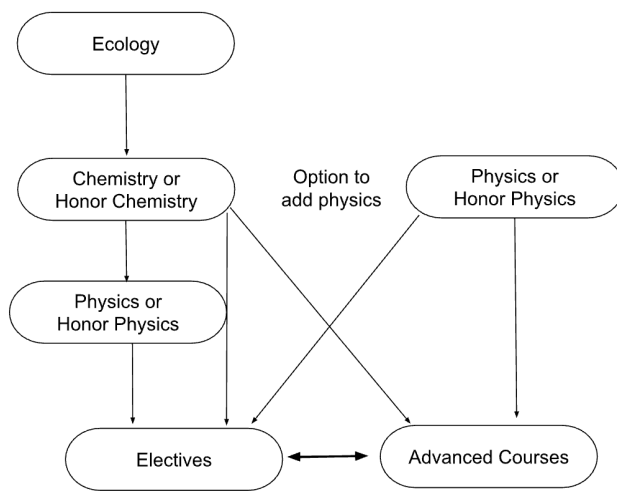 Ecology
Chemistry or
Honor Chemistry
Option to
add physics
Physics or
Honor Physics
Physics or
Honor Physics
Electives
Advanced Courses